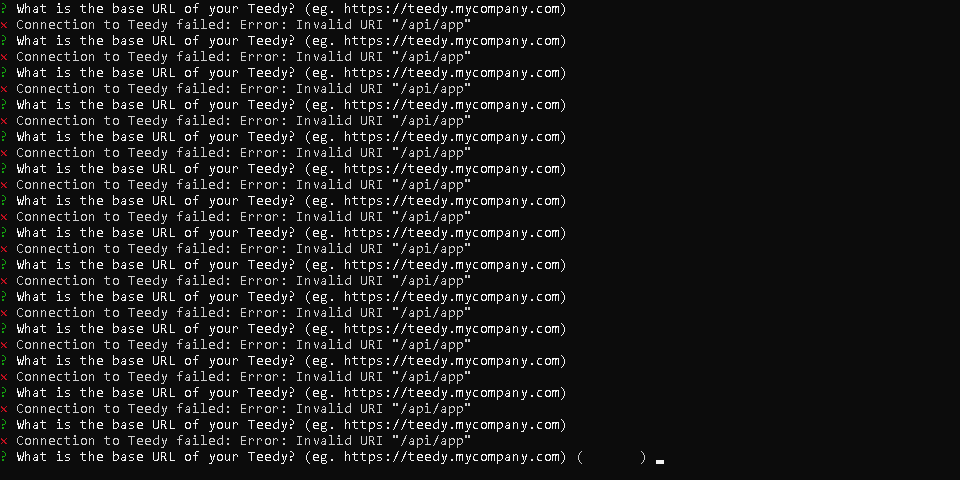 ? What is the base URL of your Teedy? (eg. https://teedy.mycompany.com)
× Connection to Teedy failed: Error: Invalid URI "/api/app"
? What is the base URL of your Teedy? (eg. https://teedy.mycompany.com)
× Connection to Teedy failed: Error: Invalid URI "/api/app"
? What is the base URL of your Teedy? (eg. https://teedy.mycompany.com)
× Connection to Teedy failed: Error: Invalid URI "/api/app"
? What is the base URL of your Teedy? (eg. https://teedy.mycompany.com)
× Connection to Teedy failed: Error: Invalid URI "/api/app"
? What is the base URL of your Teedy? (eg. https://teedy.mycompany.com)
× Connection to Teedy failed: Error: Invalid URI "/api/app"
? What is the base URL of your Teedy? (eg. https://teedy.mycompany.com)
× Connection to Teedy failed: Error: Invalid URI "/api/app"
? What is the base URL of your Teedy? (eg. https://teedy.mycompany.com)
× Connection to Teedy failed: Error: Invalid URI "/api/app"
? What is the base URL of your Teedy? (eg. https://teedy.mycompany.com)
× Connection to Teedy failed: Error: Invalid URI "/api/app"
? What is the base URL of your Teedy? (eg. https://teedy.mycompany.com)
× Connection to Teedy failed: Error: Invalid URI "/api/app"
? What is the base URL of your Teedy? (eg. https://teedy.mycompany.com)
× Connection to Teedy failed: Error: Invalid URI "/api/app"
? What is the base URL of your Teedy? (eg. https://teedy.mycompany.com)
× Connection to Teedy failed: Error: Invalid URI "/api/app"
? What is the base URL of your Teedy? (eg. https://teedy.mycompany.com)
× Connection to Teedy failed: Error: Invalid URI "/api/app"
? What is the base URL of your Teedy? (eg. https://teedy.mycompany.com)
× Connection to Teedy failed: Error: Invalid URI "/api/app"
? What is the base URL of your Teedy? (eg. https://teedy.mycompany.com)
× Connection to Teedy failed: Error: Invalid URI "/api/app"
? What is the base URL of your Teedy? (eg. https://teedy.mycompany.com) (       ) _